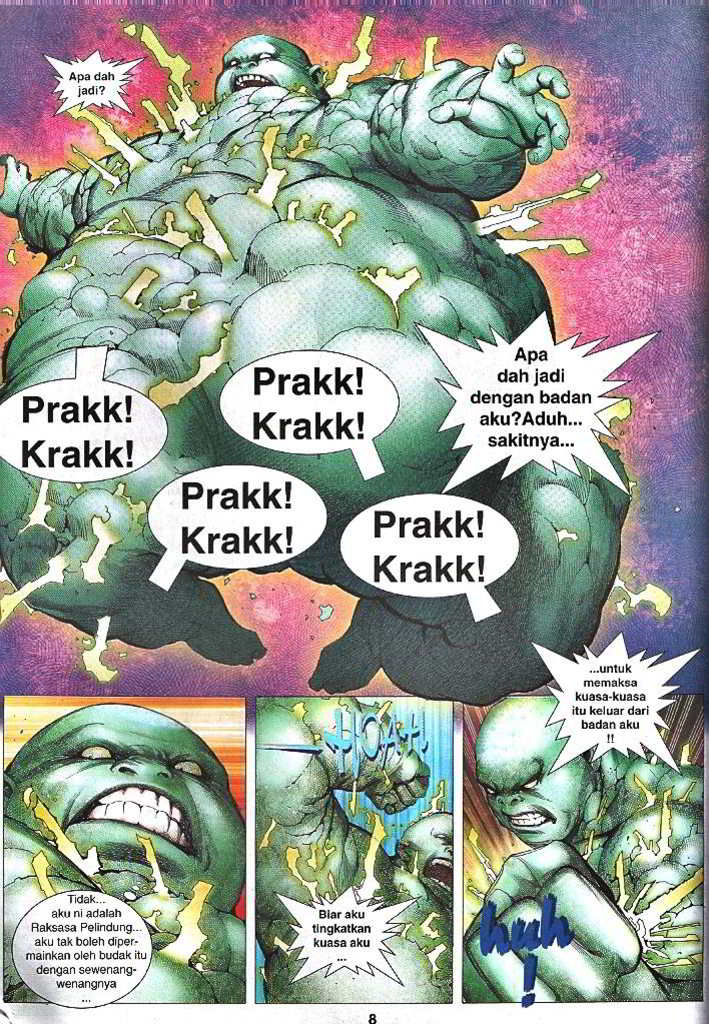 Apa dah
jadi?
Apa
dah jadi
dengan badan
aku?Aduh...
sakitnya...
Prakk!
Krakk!
Prakk!
Krakk!
Prakk!
Krakk!
Prakk!
Krakk!
Tidak...
aku ni adalah
Raksasa Pelindung...
aku tak boleh diper-
mainkan oleh budak itu
dengan sewenang-
wenangnya
...
HOAH
Biar aku
tingkatkan
kuasa aku
...
...untuk
memaksa
kuasa-kuasa
itu keluar dari
badan aku
!!
huh
!
8